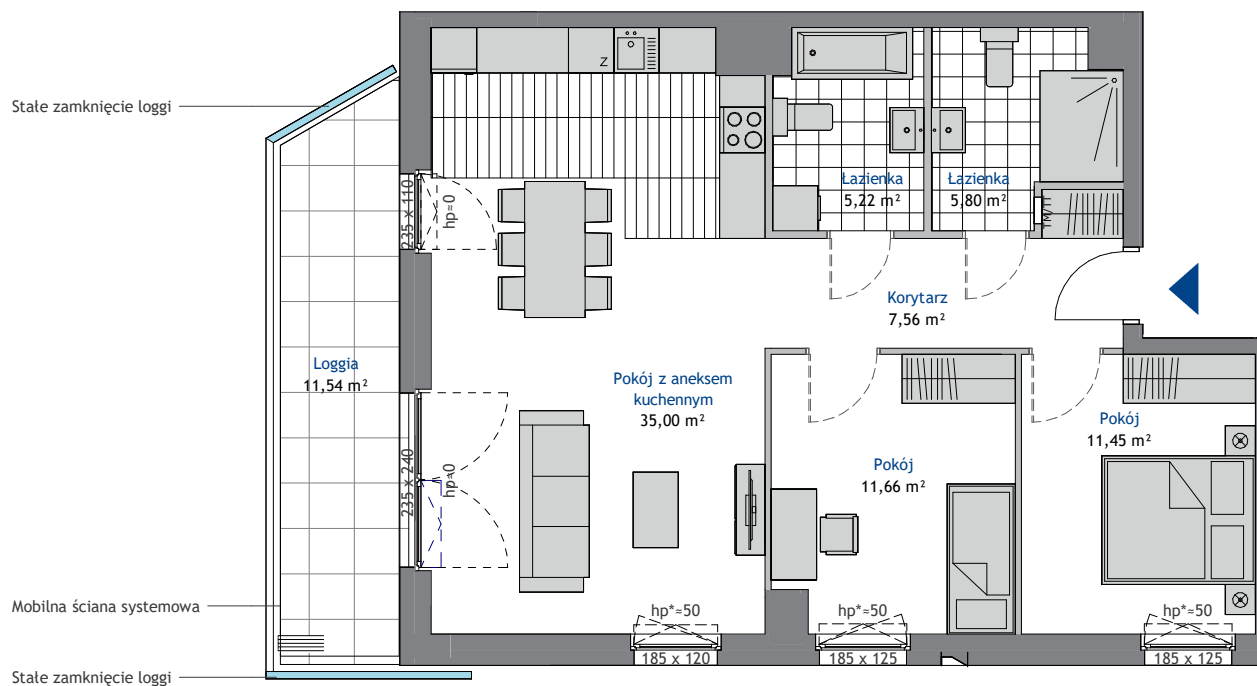 Z
Stałe zamknięcie loggi
Łazienka
5,22 m²
Łazienka
5,80 m²
235 x 110
hp≈0
Korytarz
7,56 m²
Loggia
11,54 m²
Pokój z aneksem
kuchennym
35,00 m²
Pokój
11,45 m²
Pokój
11,66 m²
235 x 240
hp≈0
Mobilna ściana systemowa
hp*≈50
hp*≈50
hp*≈50
185 x 120
185 x 125
185 x 125
Stałe zamknięcie loggi